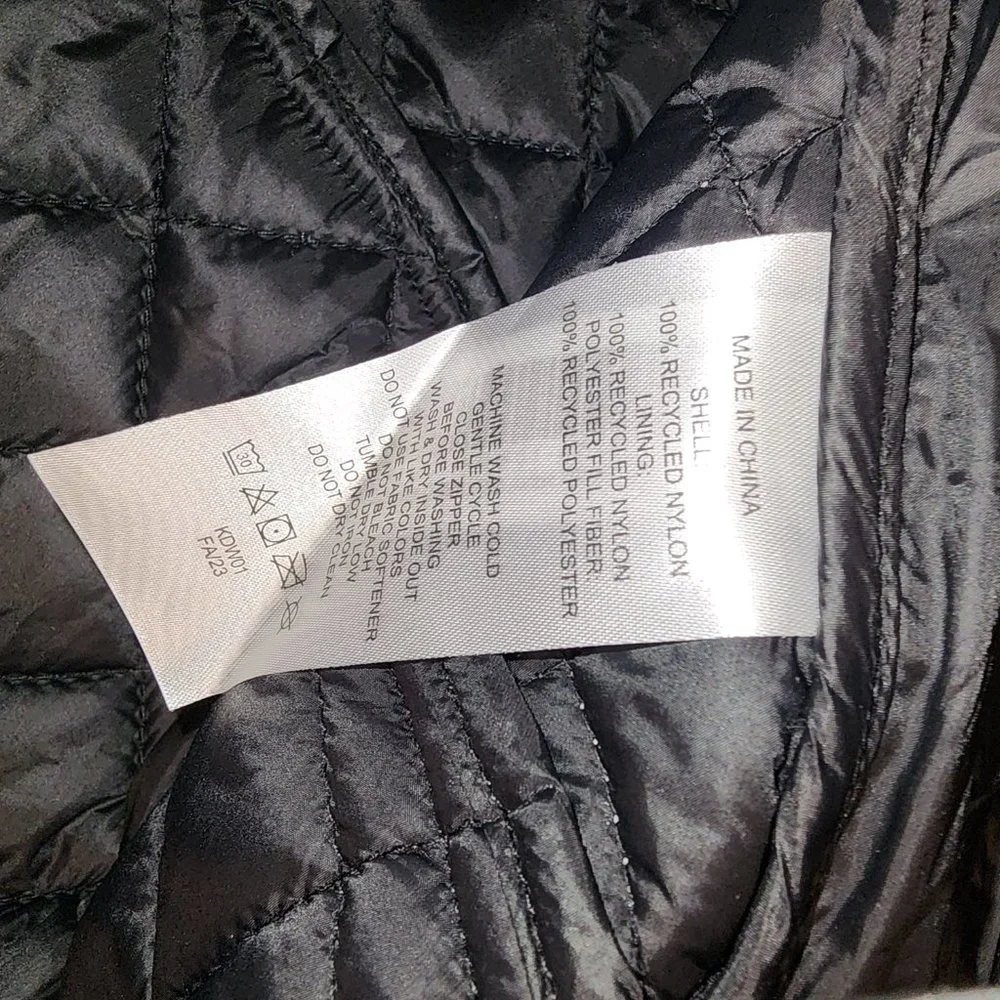 MADE IN CHINA
SHELL:
100% RECYCLED NYLON
LINING:
100% RECYCLED NYLON
POLYESTER FILL FIBER:
100% RECYCLED POLYESTER
MACHINE WASH COLD
GENTLE CYCLE
CLOSE ZIPPER
BEFORE WASHING
WASH & DRY INSIDE OUT
WITH LIKE COLORS
DO NOT USE FABRIC SOFTENER
DO NOT BLEACH
TUMBLE DRY LOW
DO NOT IRON
DO NOT DRY CLEAN
30
KDW01
FA/23